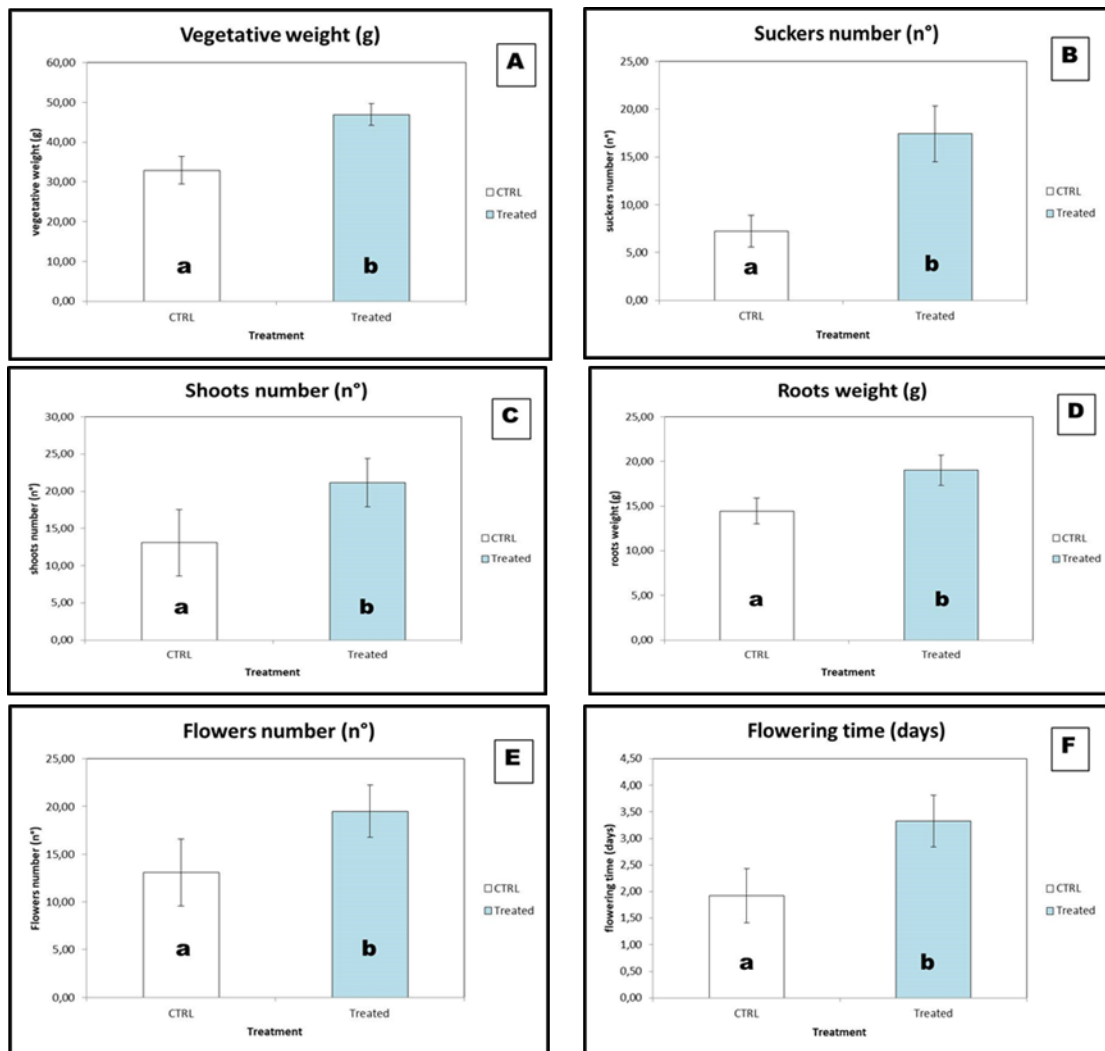 Vegetative weight (g)
A
60,00
50,00
40,00
30,00
20,00
10,00
0,00
vegetative weight (g)
a
b
CTRL
Treated
CTRL
Treated
Treatment
Suckers number (n°)
B
25,00
20,00
15,00
10,00
5,00
0,00
suckers number (n°)
a
b
CTRL
Treated
CTRL
Treated
Treatment
Shoots number (n°)
C
30,00
25,00
20,00
15,00
10,00
5,00
0,00
shoots number (n°)
a
b
CTRL
Treated
CTRL
Treated
Treatment
Roots weight (g)
D
25,00
20,00
15,00
10,00
5,00
0,00
roots weight (g)
a
b
CTRL
Treated
CTRL
Treated
Treatment
Flowers number (n°)
E
25,00
20,00
15,00
10,00
5,00
0,00
Flowers number (n°)
a
b
CTRL
Treated
CTRL
Treated
Treatment
Flowering time (days)
F
4,50
4,00
3,50
3,00
2,50
2,00
1,50
1,00
0,50
0,00
flowering time (days)
a
b
CTRL
Treated
CTRL
Treated
Treatment